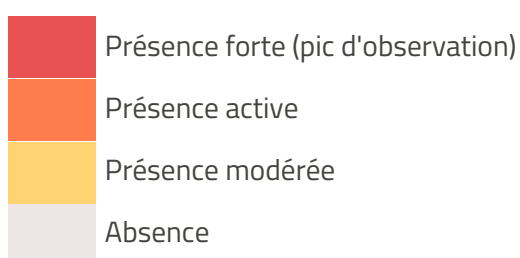 Présence forte (pic d'observation)
Présence active
Présence modérée
Absence